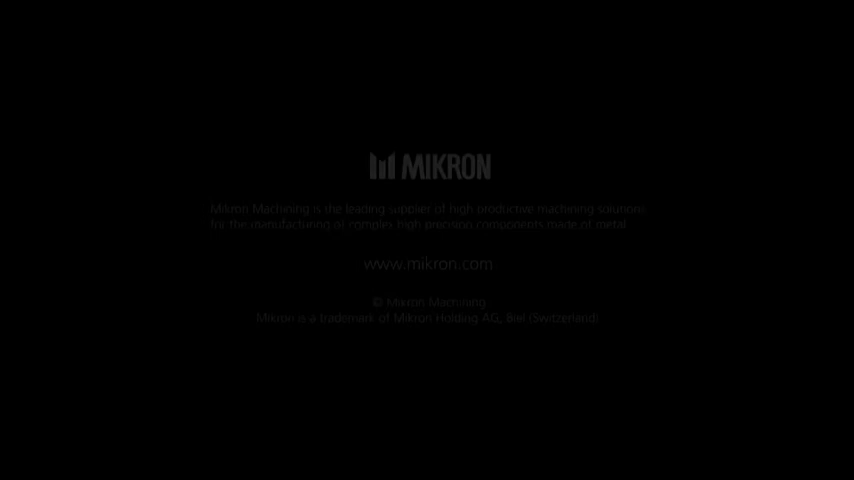 MIKRON
Mikron Machining is the leading supplier of high productive machining solutions
for the manufacturing of complex high precision components made of metal.
www.mikron.com
© Mikron Machining
Mikron is a trademark of Mikron Holding AG, Biel (Switzerland)